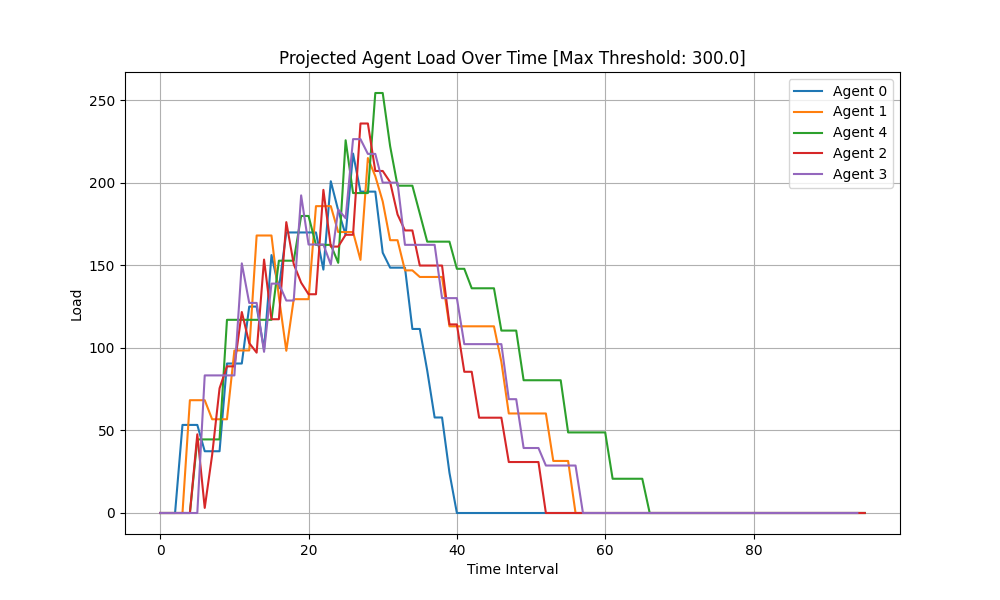 Projected Agent Load Over Time [Max Threshold: 300.0]
Agent 0
Agent 1
Agent 4
Agent 2
Agent 3
250
200
150
100
50
0
Load
0 20 40 60 80
Time Interval